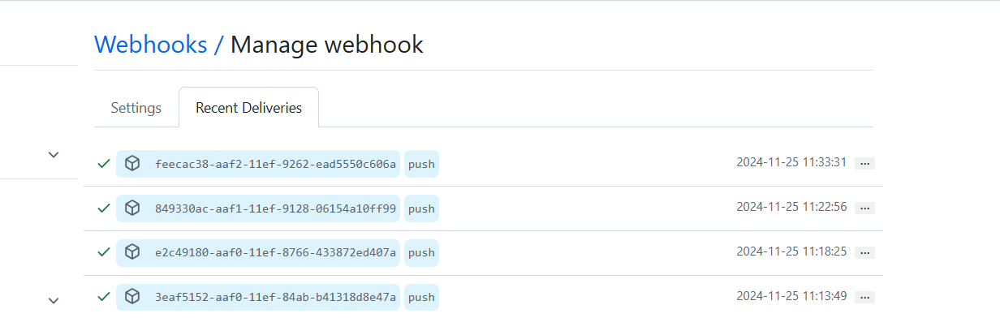 Webhooks / Manage webhook
Settings Recent Deliveries
feecac38-aaf2-11ef-9262-ead5550c606a push 2024-11-25 11:33:31 ...
849330ac-aaf1-11ef-9128-06154a10ff99 push 2024-11-25 11:22:56 ...
e2c49180-aaf0-11ef-8766-433872ed407a push 2024-11-25 11:18:25 ...
3eaf5152-aaf0-11ef-84ab-b41318d8e47a push 2024-11-25 11:13:49 ...